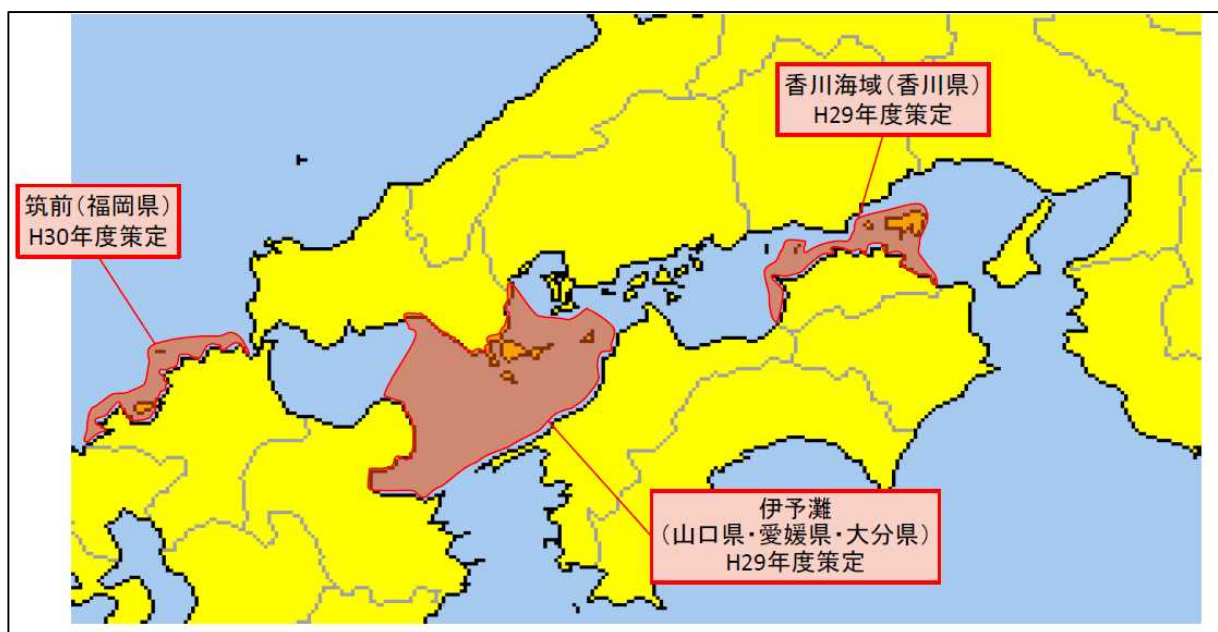 香川海域（香川県）
H29年度策定
筑前（福岡県）
H30年度策定
伊予灘
（山口県・愛媛県・大分県）
H29年度策定